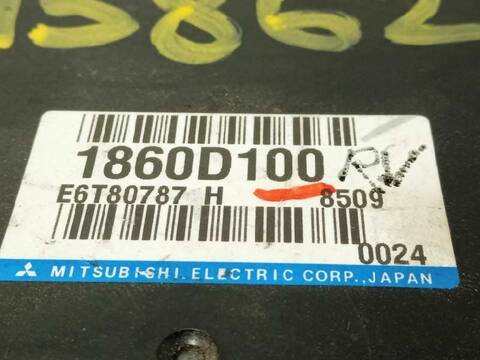 1860D100
E6T80787 H 8509
0024
MITSUBISHI ELECTRIC CORP., JAPAN